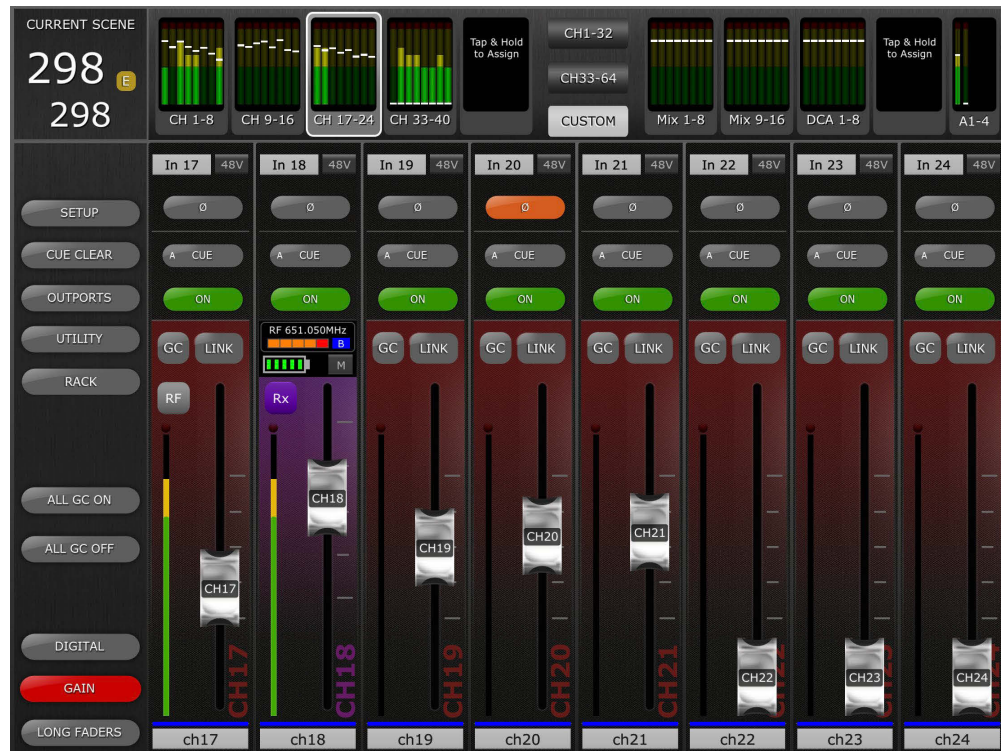 CURRENT SCENE
298 E
298
CH 1-8
CH 9-16
CH 17-24
CH 33-40
Tap & Hold
to Assign
CH1-32
CH33-64
CUSTOM
Mix 1-8
Mix 9-16
DCA 1-8
Tap & Hold
to Assign
A1-4
In 17 48V In 18 48V In 19 48V In 20 48V In 21 48V In 22 48V In 23 48V In 24 48V
SETUP Ø Ø Ø Ø Ø Ø Ø Ø
CUE CLEAR A CUE A CUE A CUE A CUE A CUE A CUE A CUE A CUE
OUTPORTS ON ON ON ON ON ON ON ON
RF 651.050MHz
B
UTILITY GC LINK GC LINK GC LINK GC LINK GC LINK GC LINK GC LINK
M
RACK
RF Rx
ALL GC ON
ALL GC OFF
CH17 CH18 CH19 CH20 CH21 CH22 CH23 CH24
DIGITAL
GAIN
CH17 CH18 CH19 CH20 CH21 CH22 CH23 CH24
LONG FADERS
ch17 ch18 ch19 ch20 ch21 ch22 ch23 ch24